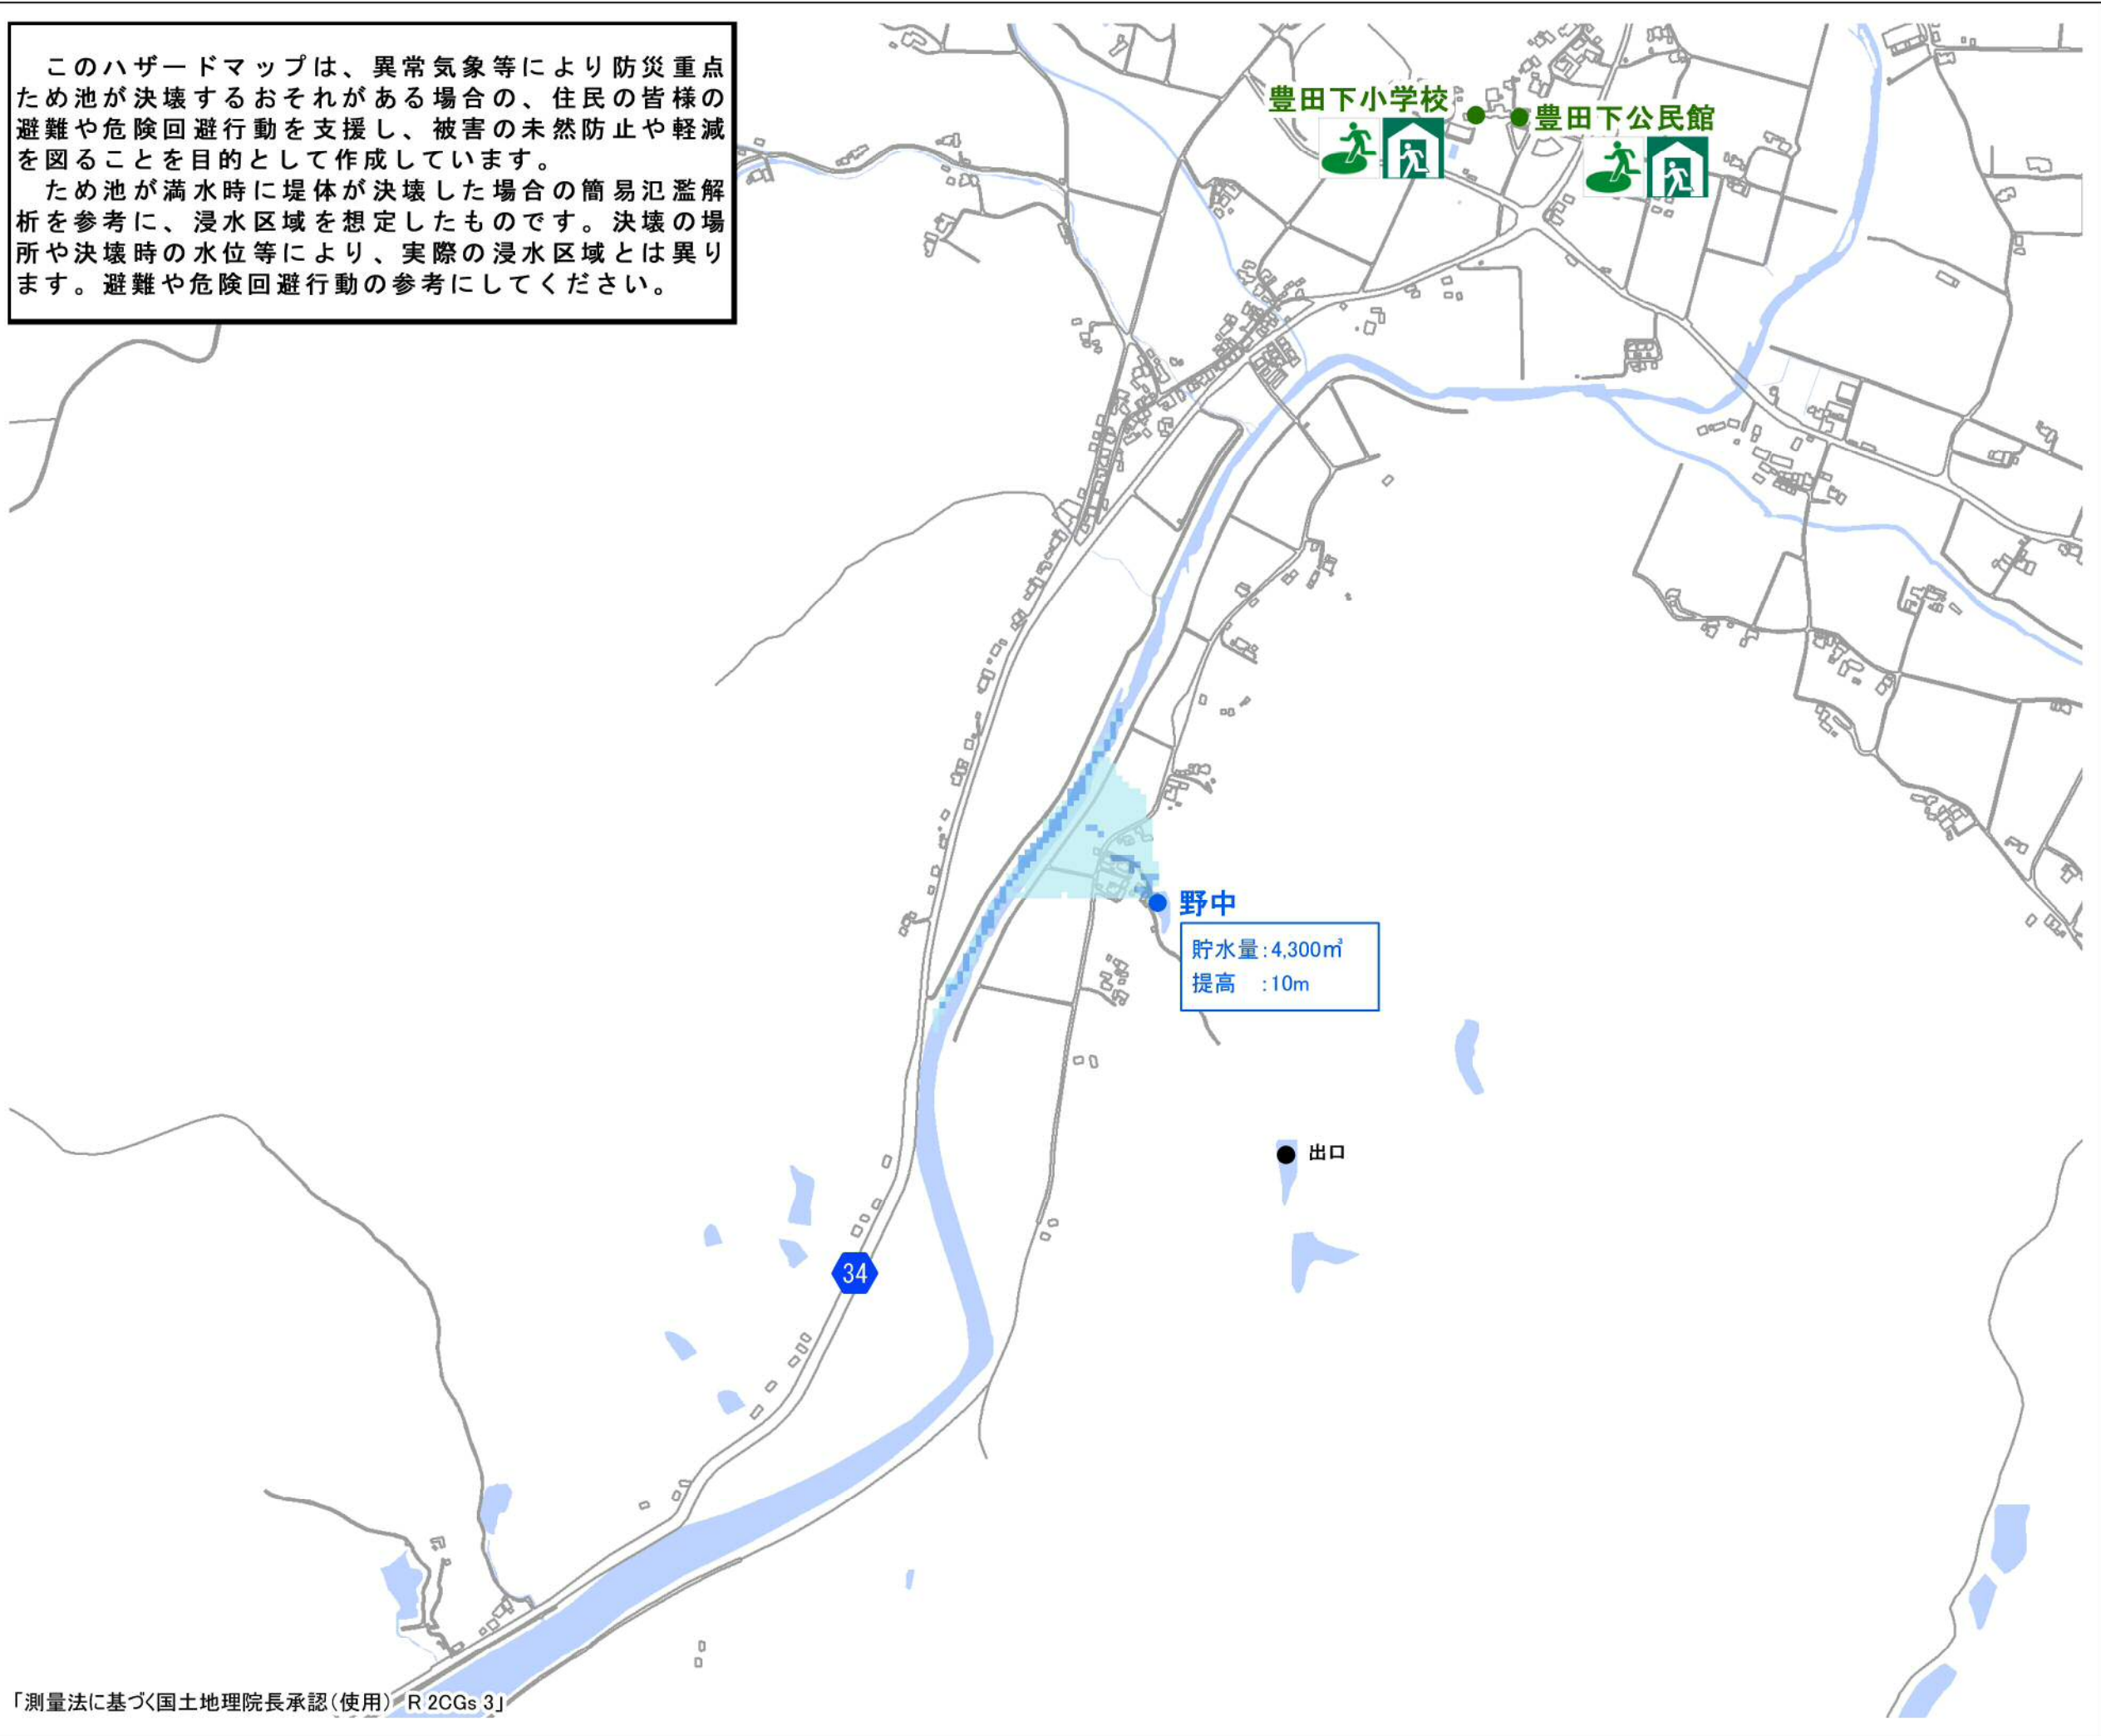 このハザードマップは、異常気象等により防災重点
ため池が決壊するおそれがある場合の、住民の皆様の
避難や危険回避行動を支援し、被害の未然防止や軽減
を図ることを目的として作成しています。
ため池が満水時に堤体が決壊した場合の簡易氾濫解
析を参考に、浸水区域を想定したものです。決壊の場
所や決壊時の水位等により、実際の浸水区域とは異り
ます。避難や危険回避行動の参考にしてください。
豊田下小学校
豊田下公民館
野中
貯水量:4,300㎥
提高 :10m
出口
34
「測量法に基づく国土地理院長承認(使用) R 2CGs 3」